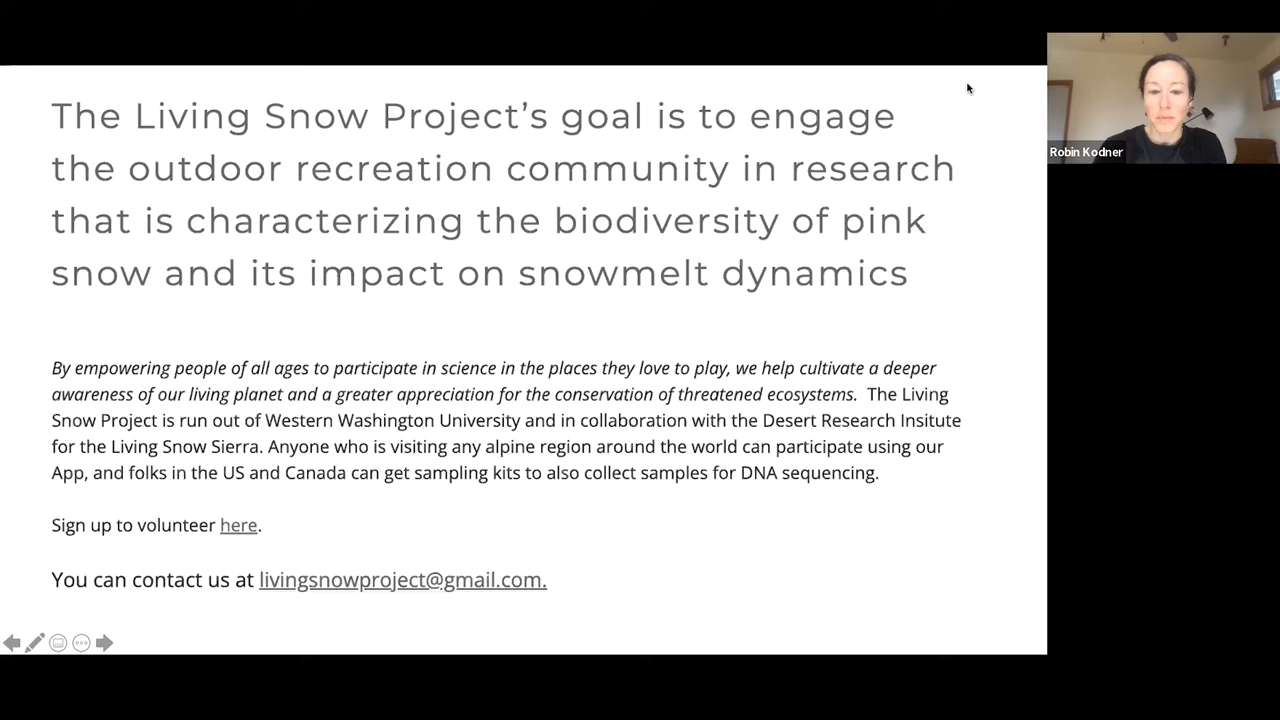 The Living Snow Project's goal is to engage
the outdoor recreation community in research
that is characterizing the biodiversity of pink
snow and its impact on snowmelt dynamics
By empowering people of all ages to participate in science in the places they love to play, we help cultivate a deeper
awareness of our living planet and a greater appreciation for the conservation of threatened ecosystems. The Living
Snow Project is run out of Western Washington University and in collaboration with the Desert Research Insitute
for the Living Snow Sierra. Anyone who is visiting any alpine region around the world can participate using our
App, and folks in the US and Canada can get sampling kits to also collect samples for DNA sequencing.
Sign up to volunteer here.
You can contact us at livingsnowproject@gmail.com.
Robin Kodner